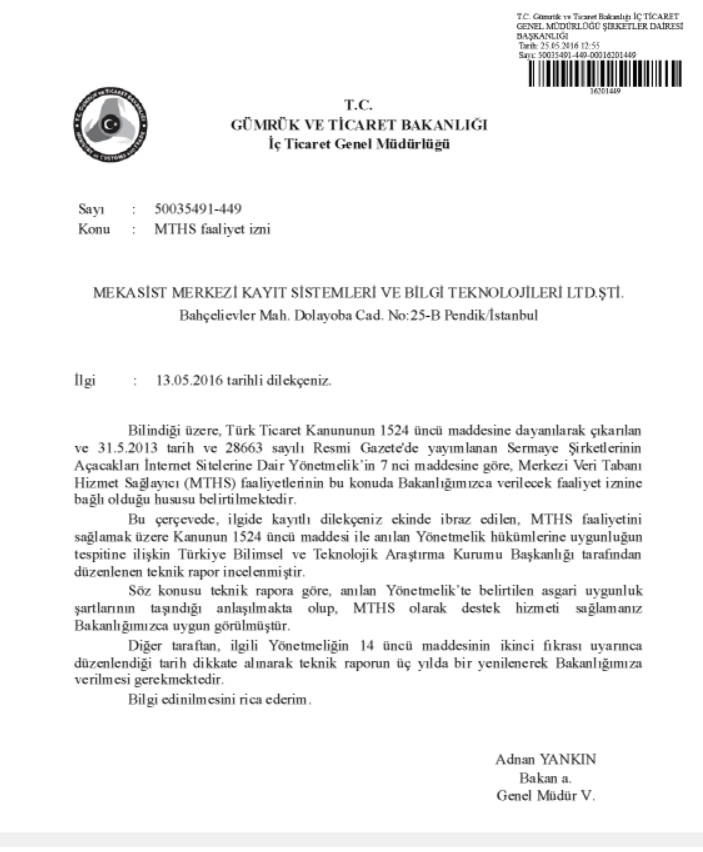 T.C. Gümrük ve Ticaret Bakanlığı İÇ TİCARET
GENEL MÜDÜRLÜĞÜ ŞİRKETLER DAİRESİ
BAŞKANLIĞI
Tarih: 25.05.2016 12:55
Sayı: 50035491-449-00016201449
16201449
T.C.
GÜMRÜK VE TİCARET BAKANLIĞI
İç Ticaret Genel Müdürlüğü
Sayı : 50035491-449
Konu : MTHS faaliyet izni
MEKASİST MERKEZİ KAYIT SİSTEMLERİ VE BİLGİ TEKNOLOJİLERİ LTD.ŞTİ.
Bahçelievler Mah. Dolayoba Cad. No:25-B Pendik/İstanbul
İlgi : 13.05.2016 tarihli dilekçeniz.
Bilindiği üzere, Türk Ticaret Kanununun 1524 üncü maddesine dayanılarak çıkarılan
ve 31.5.2013 tarih ve 28663 sayılı Resmi Gazete'de yayımlanan Sermaye Şirketlerinin
Açacakları İnternet Sitelerine Dair Yönetmelik'in 7 nci maddesine göre, Merkezi Veri Tabanı
Hizmet Sağlayıcı (MTHS) faaliyetlerinin bu konuda Bakanlığımızca verilecek faaliyet iznine
bağlı olduğu hususu belirtilmektedir.
Bu çerçevede, ilgide kayıtlı dilekçeniz ekinde ibraz edilen, MTHS faaliyetini
sağlamak üzere Kanunun 1524 üncü maddesi ile anılan Yönetmelik hükümlerine uygunluğun
tespitine ilişkin Türkiye Bilimsel ve Teknolojik Araştırma Kurumu Başkanlığı tarafından
düzenlenen teknik rapor incelenmiştir.
Söz konusu teknik rapora göre, anılan Yönetmelik'te belirtilen asgari uygunluk
şartlarının taşındığı anlaşılmakta olup, MTHS olarak destek hizmeti sağlamanız
Bakanlığımızca uygun görülmüştür.
Diğer taraftan, ilgili Yönetmeliğin 14 üncü maddesinin ikinci fıkrası uyarınca
düzenlendiği tarih dikkate alınarak teknik raporun üç yılda bir yenilenerek Bakanlığımıza
verilmesi gerekmektedir.
Bilgi edinilmesini rica ederim.
Adnan YANKIN
Bakan a.
Genel Müdür V.